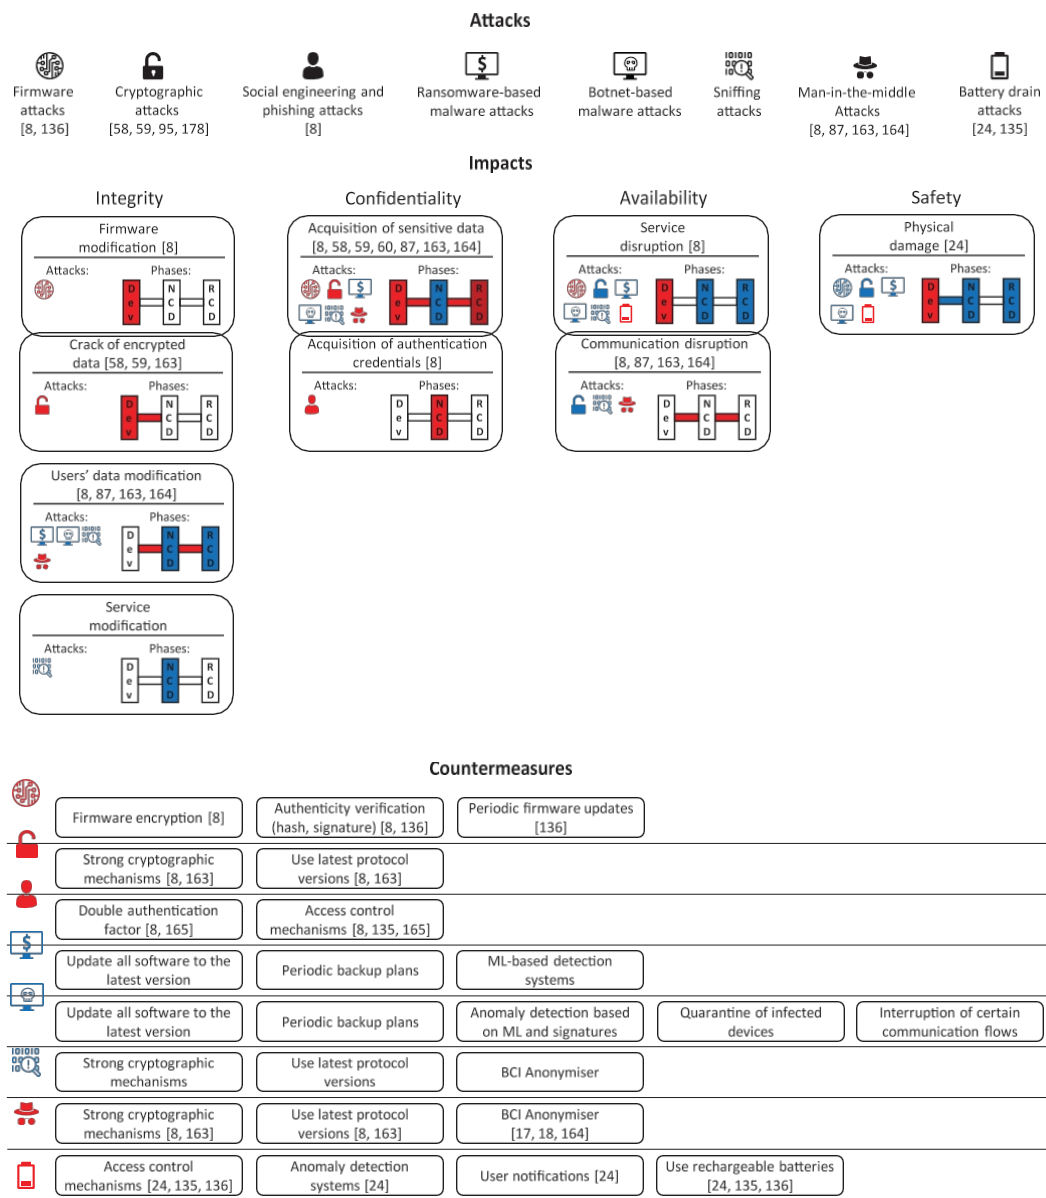 Attacks
Firmware
attacks
[8, 136]
Cryptographic
attacks
[58, 59, 95, 178]
Social engineering and
phishing attacks
[8]
Ransomware-based
malware attacks
Botnet-based
malware attacks
Sniffing
attacks
Man-in-the-middle
Attacks
[8, 87, 163, 164]
Battery drain
attacks
[24, 135]
Impacts
Integrity
Confidentiality
Availability
Safety
Firmware
modification [8]
Attacks:
Phases:
Dev
NCD
RCD
Acquisition of sensitive data
[8, 58, 59, 60, 87, 163, 164]
Attacks:
Phases:
Dev
NCD
RCD
Service
disruption [8]
Attacks:
Phases:
Dev
NCD
RCD
Physical
damage [24]
Attacks:
Phases:
Dev
NCD
RCD
Crack of encrypted
data [58, 59, 163]
Attacks:
Phases:
Dev
NCD
RCD
Acquisition of authentication
credentials [8]
Attacks:
Phases:
Dev
NCD
RCD
Communication disruption
[8, 87, 163, 164]
Attacks:
Phases:
Dev
NCD
RCD
Users' data modification
[8, 87, 163, 164]
Attacks:
Phases:
Dev
NCD
RCD
Service
modification
Attacks:
Phases:
Dev
NCD
RCD
Countermeasures
Firmware encryption [8]
Authenticity verification
(hash, signature) [8, 136]
Periodic firmware updates
[136]
Strong cryptographic
mechanisms [8, 163]
Use latest protocol
versions [8, 163]
Double authentication
factor [8, 165]
Access control
mechanisms [8, 135, 165]
Update all software to the
latest version
Periodic backup plans
ML-based detection
systems
Update all software to the
latest version
Periodic backup plans
Anomaly detection based
on ML and signatures
Quarantine of infected
devices
Interruption of certain
communication flows
Strong cryptographic
mechanisms
Use latest protocol
versions
BCI Anonymiser
Strong cryptographic
mechanisms [8, 163]
Use latest protocol
versions [8, 163]
BCI Anonymiser
[17, 18, 164]
Access control
mechanisms [24, 135, 136]
Anomaly detection
systems [24]
User notifications [24]
Use rechargeable batteries
[24, 135, 136]